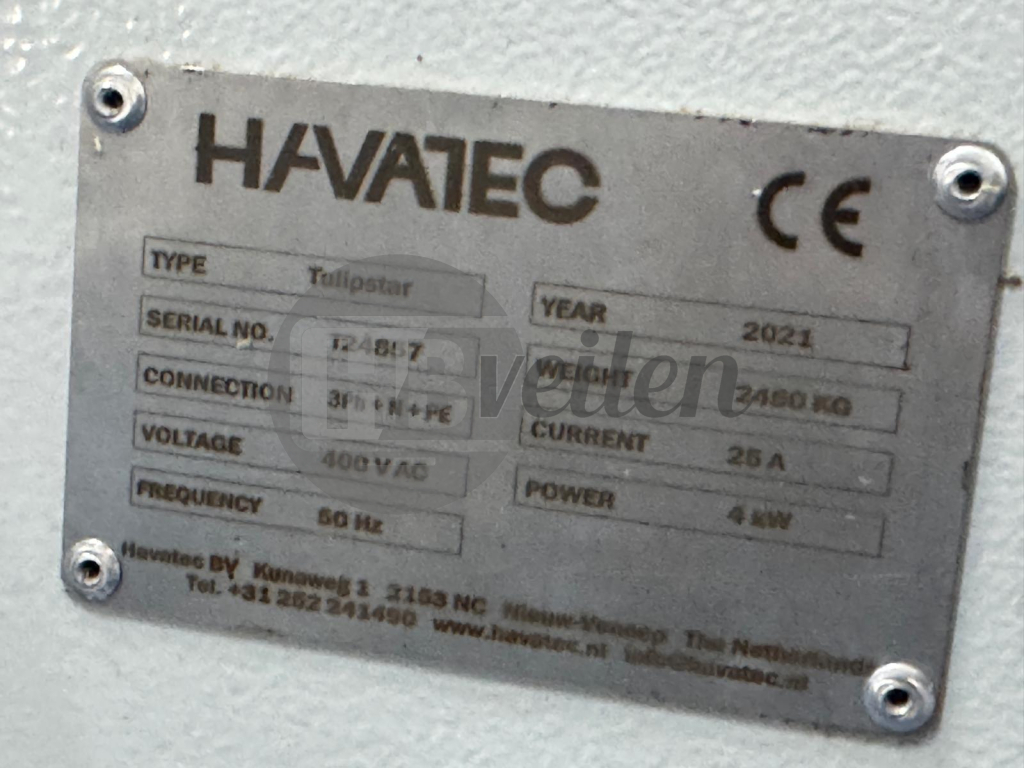 HAVATEC
CE
TYPE Tulipstar
SERIAL NO.
CONNECTION 3Ph + N + PE
VOLTAGE 400 V AC
FREQUENCY 50 Hz
YEAR 2021
WEIGHT KG
CURRENT 25 A
POWER 4 kW
Havatec BV Kunaweg 1 2153 NC Nieuw-Vennep The Netherlands
Tel. +31 252 241490 www.havatec.nl info@havatec.nl
veilen